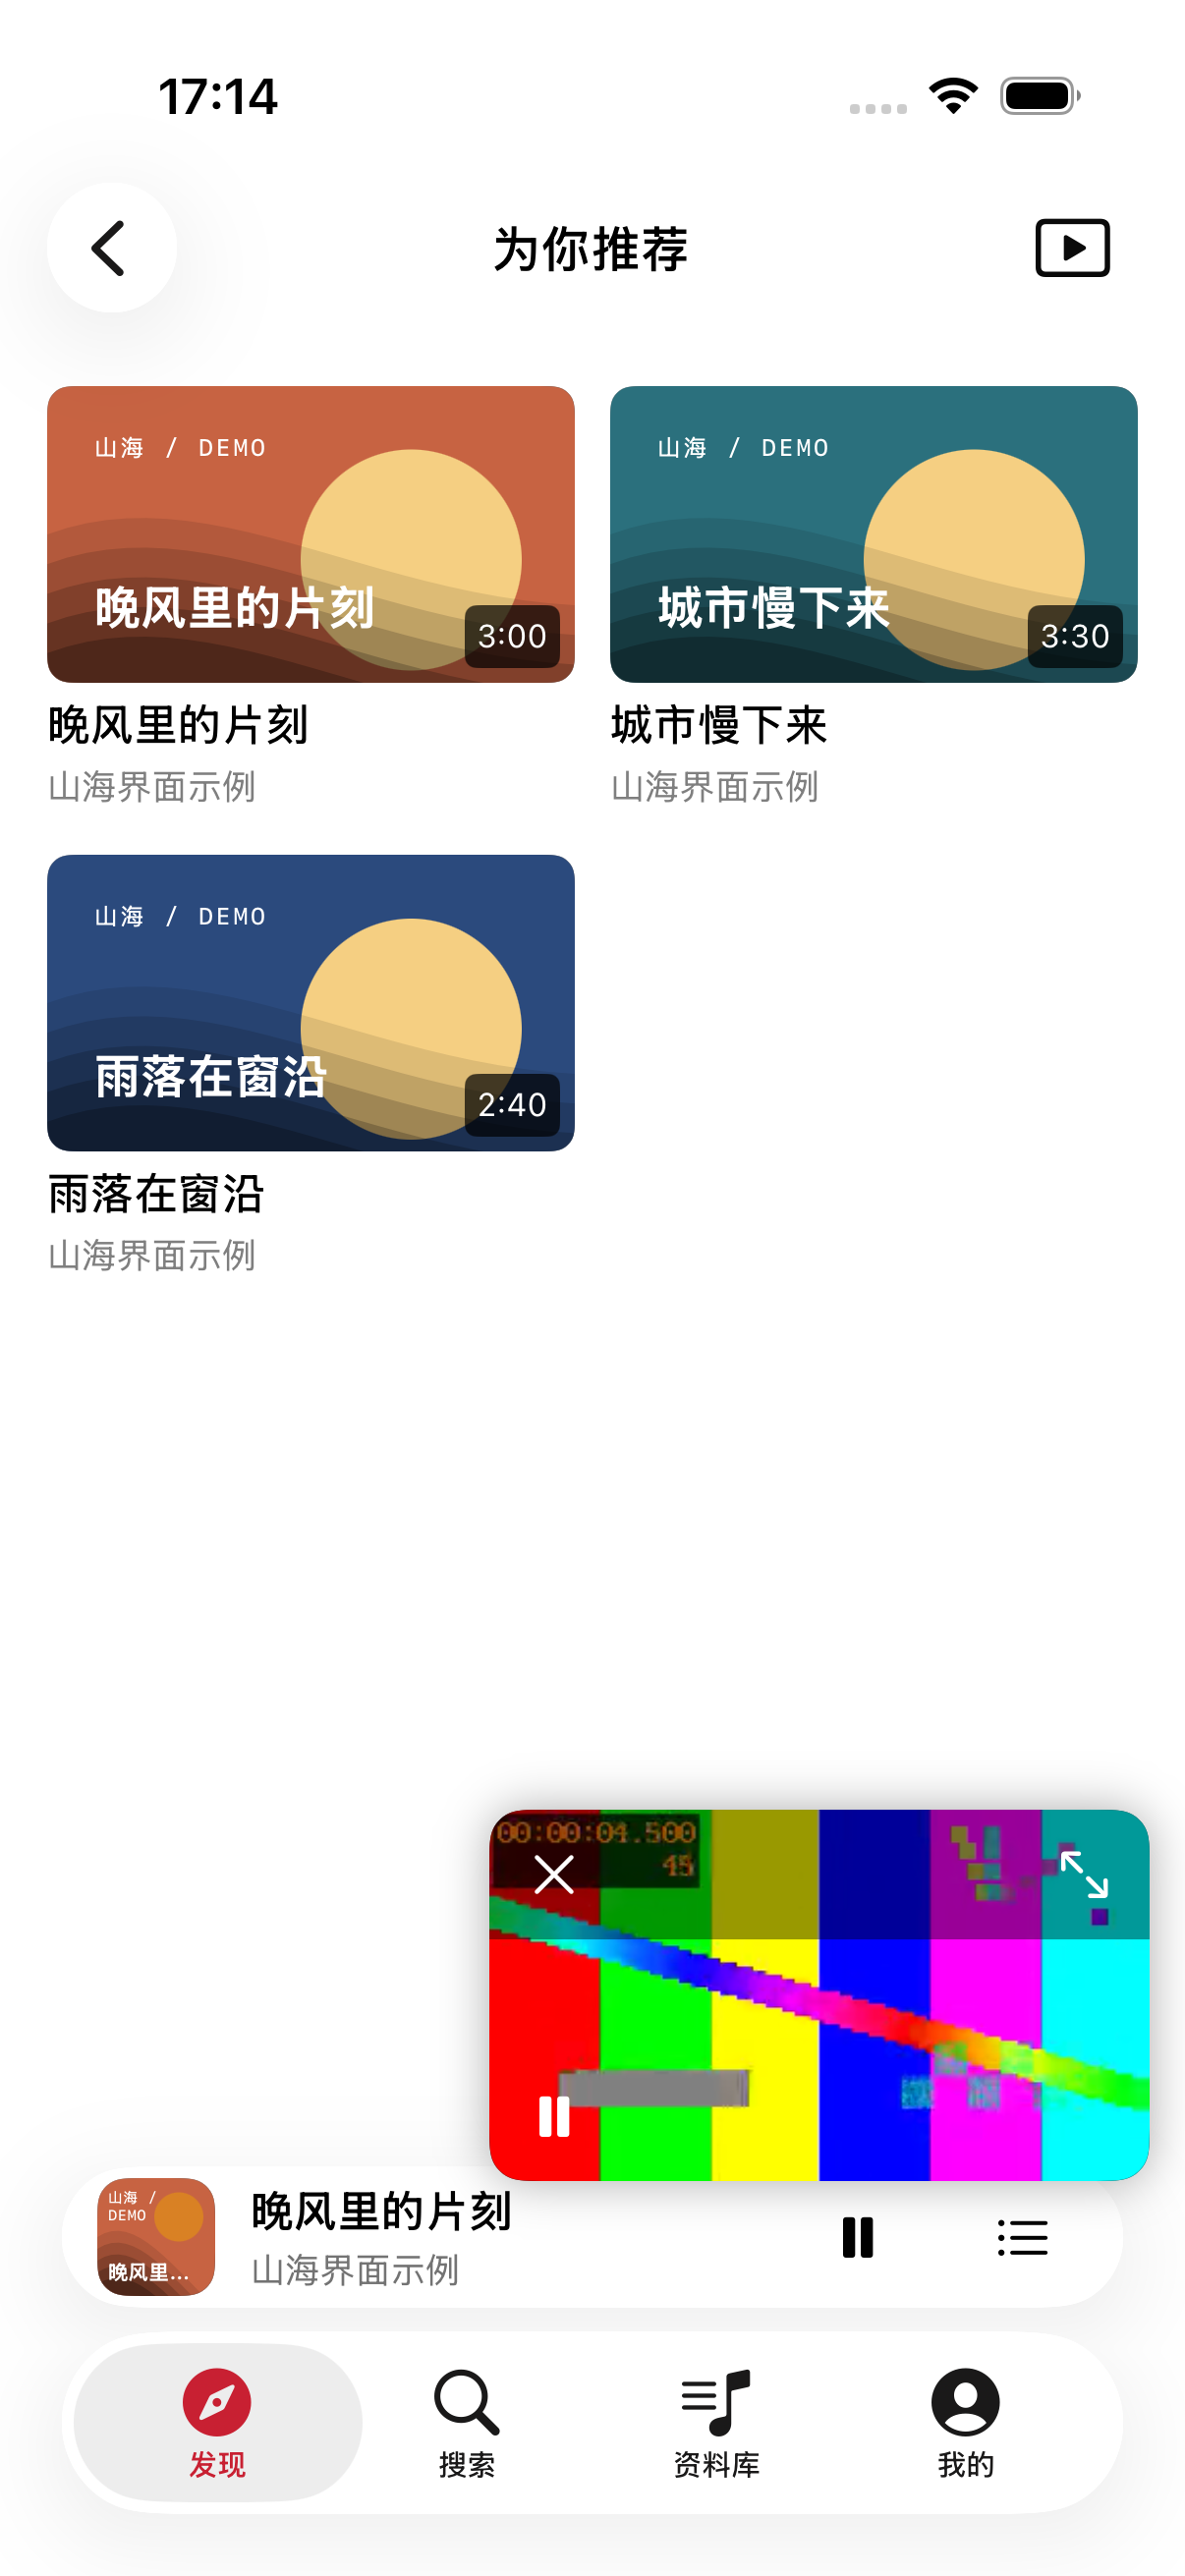 17:14
为你推荐
山海 / DEMO
晚风里的片刻
3:00
晚风里的片刻
山海界面示例
山海 / DEMO
城市慢下来
3:30
城市慢下来
山海界面示例
山海 / DEMO
雨落在窗沿
2:40
雨落在窗沿
山海界面示例
00:00:04.500
45
山海 /
DEMO
晚风里...
晚风里的片刻
山海界面示例
发现
搜索
资料库
我的